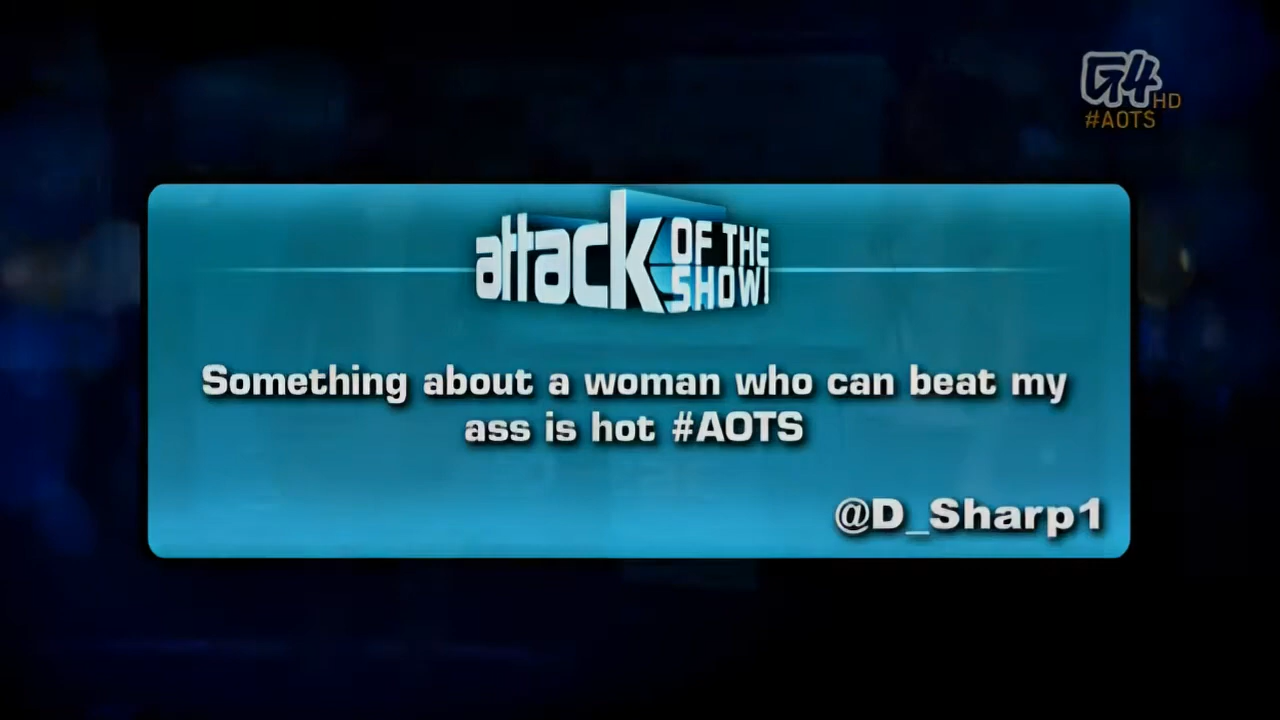 G4
HD
#AOTS
attack OF THE
SHOW!
Something about a woman who can beat my
ass is hot #AOTS
@D_Sharp1